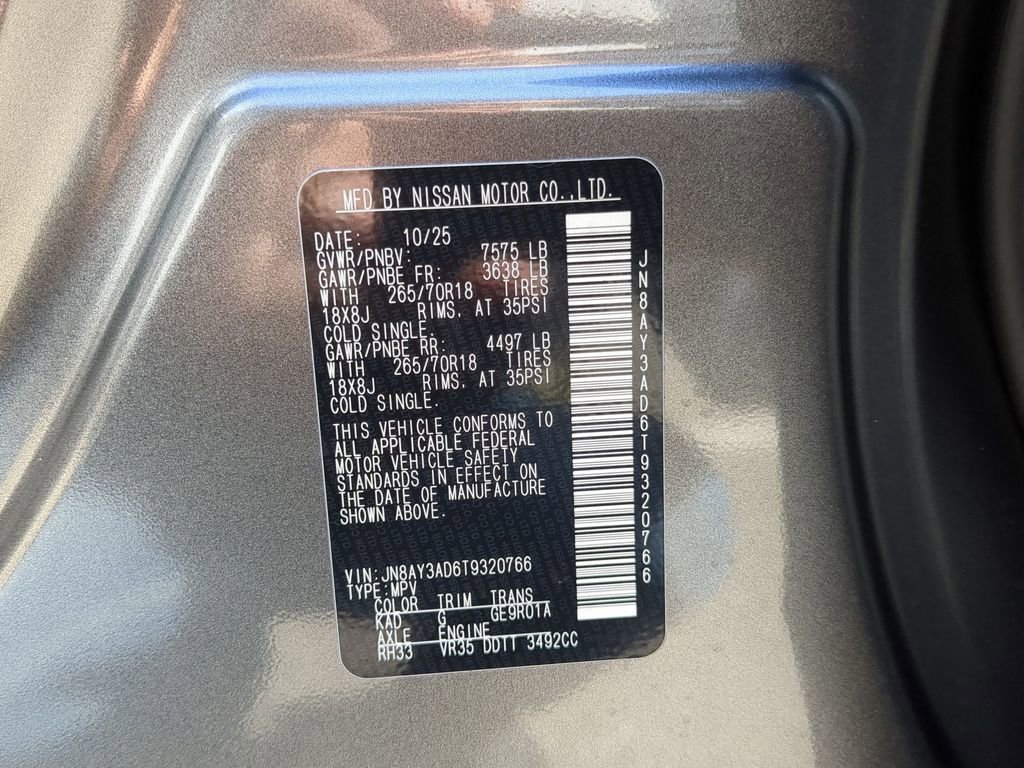 MFD BY NISSAN MOTOR CO.,LTD.
DATE: 10/25
GVWR/PNBV: 7575 LB
GAWR/PNBE FR: 3638 LB
WITH 265/70R18 TIRES
18X8J RIMS, AT 35PSI
COLD SINGLE.
GAWR/PNBE RR: 4497 LB
WITH 265/70R18 TIRES
18X8J RIMS, AT 35PSI
COLD SINGLE.
THIS VEHICLE CONFORMS TO
ALL APPLICABLE FEDERAL
MOTOR VEHICLE SAFETY
STANDARDS IN EFFECT ON
THE DATE OF MANUFACTURE
SHOWN ABOVE.
VIN:JN8AY3AD6T9320766
TYPE:MPV
COLOR TRIM TRANS
KAD G GE9R01A
AXLE ENGINE
RH33 VR35 DDTT 3492CC
JN8AY3AD6T9320766